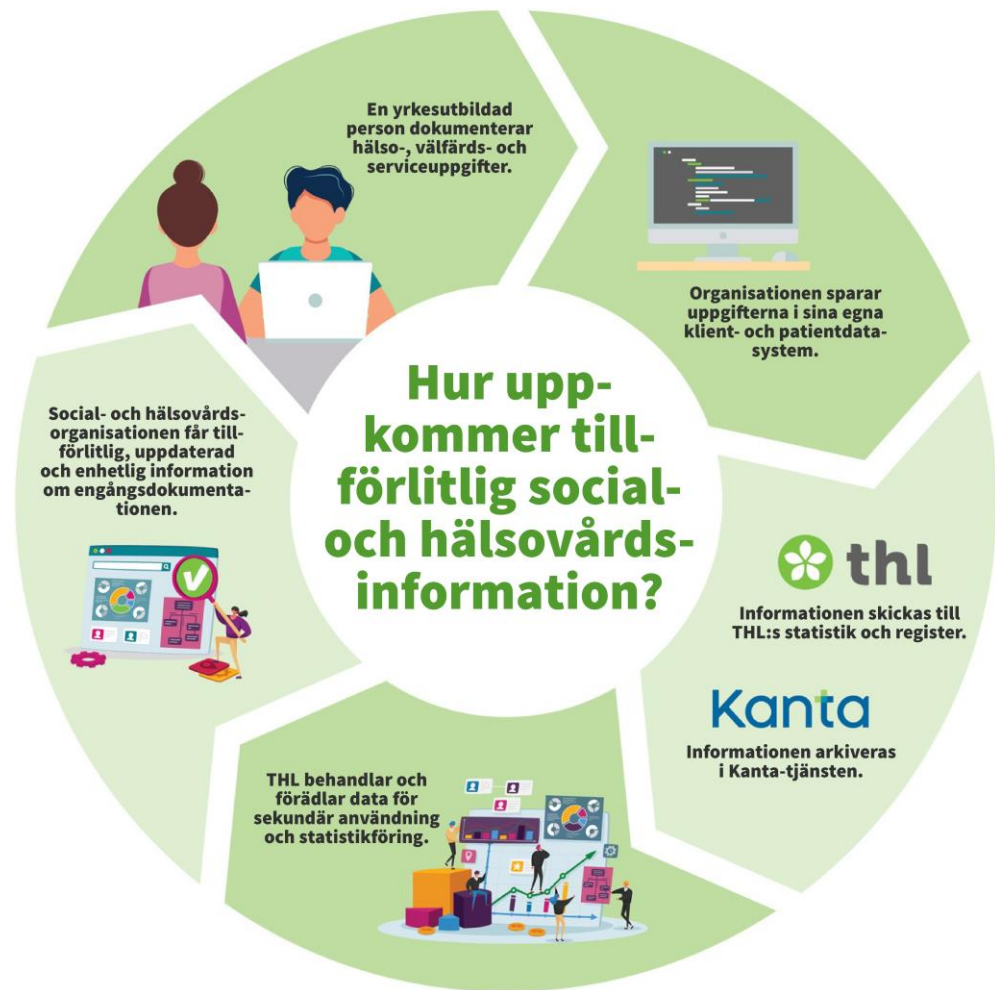 En yrkesutbildad
person dokumenterar
hälso-, välfärds- och
serviceuppgifter.
Organisationen sparar
uppgifterna i sina egna
klient- och patientdata-
system.
Hur upp-
kommer till-
förlitlig social-
och hälsovårds-
information?
thl
Informationen skickas till
THL:s statistik och register.
Kanta
Informationen arkiveras
i Kanta-tjänsten.
THL behandlar och
förädlar data för
sekundär användning
och statistikföring.
Social- och hälsovårds-
organisationen får till-
förlitlig, uppdaterad
och enhetlig information
om engångsdokumenta-
tionen.